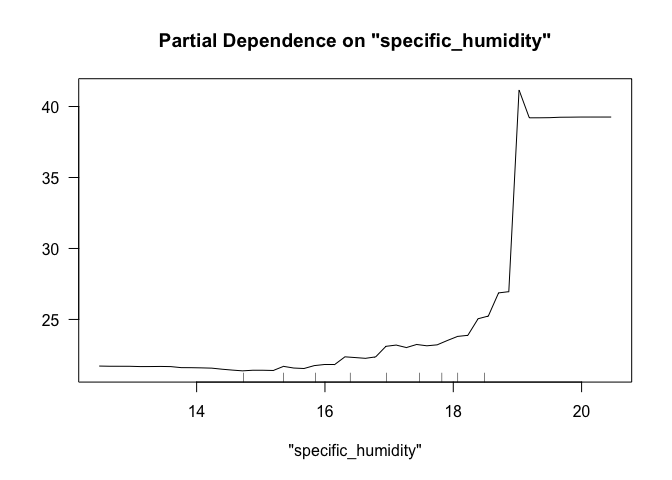 Partial Dependence on "specific_humidity"
40
35
30
25
14 16 18 20
"specific_humidity"